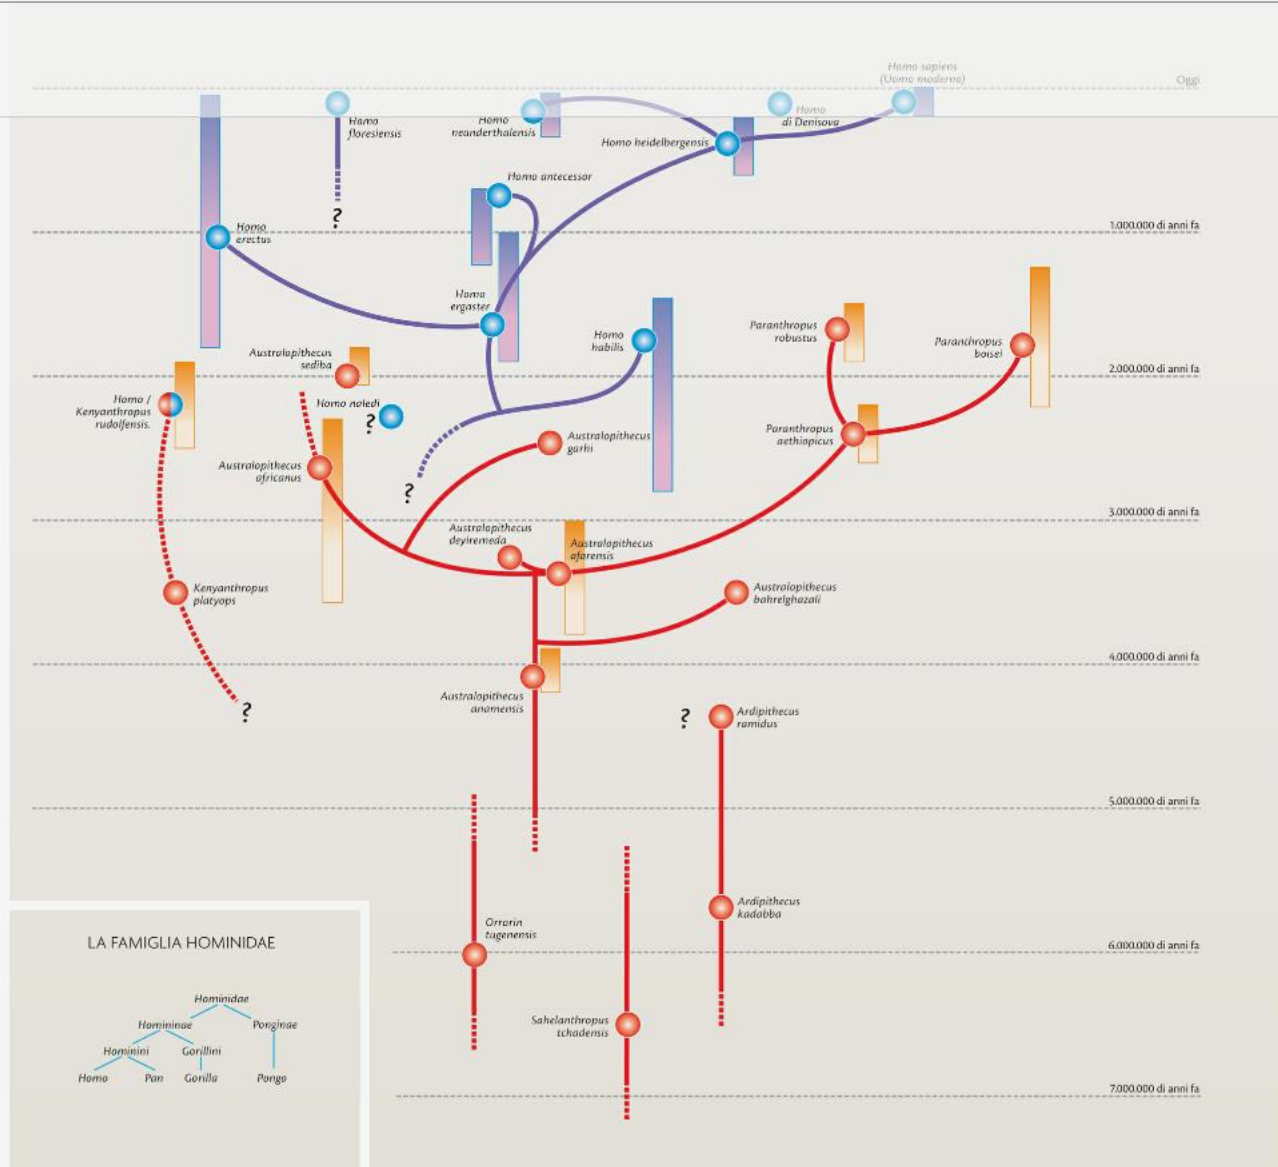 Homo sapiens
(Uomo moderno)
Oggi
Homo
floresiensis
Homo
neanderthalensis
Homo
di Denisova
Homo heidelbergensis
Homo antecessor
?
Homo
erectus
1.000.000 di anni fa
Homo
ergaster
Homo
habilis
Paranthropus
robustus
Paranchropus
boisei
Australopithecus
sediba
2.000.000 di anni fa
Homo /
Kenyanthropus
rudolfensis.
Homo naledi
?
Paranthropus
aethiopicus
Australopithecus
garhi
Australopithecus
africanus
?
3.000.000 di anni fa
Australopithecus
deyiremeda
Australopithecus
afarensis
Kenyanthropus
platyops
Australopithecus
bahrelghazali
4.000.000 di anni fa
Australopithecus
anamensis
?
?
Ardipithecus
ramidus
5.000.000 di anni fa
Ardipithecus
kadabba
Orrorin
tugenensis
6.000.000 di anni fa
Sahelanthropus
tchadensis
7.000.000 di anni fa
LA FAMIGLIA HOMINIDAE
Hominidae
Homininae Ponginae
Hominini Gorillini
Homo Pan Gorilla Pongo